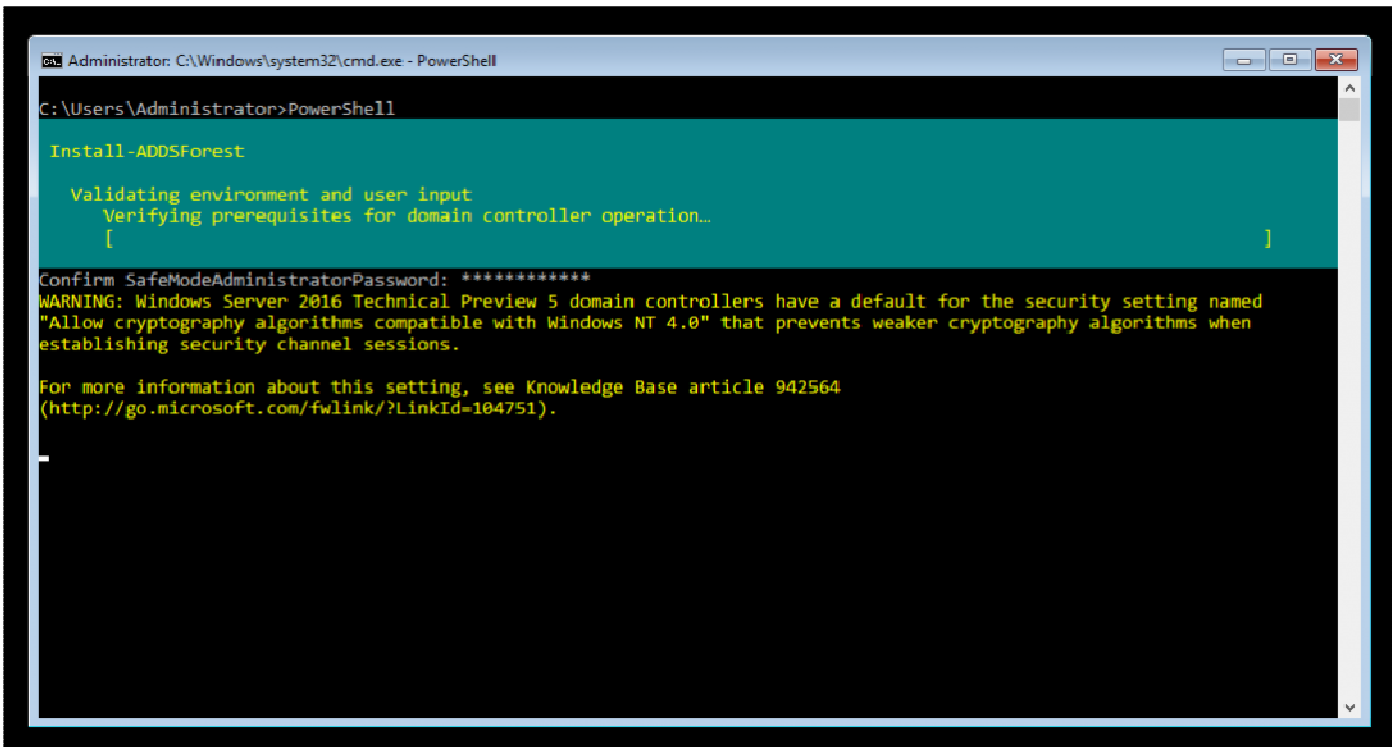 Administrator: C:\Windows\system32\cmd.exe - PowerShell
C:\Users\Administrator>PowerShell
Install-ADDSForest
Validating environment and user input
Verifying prerequisites for domain controller operation…
[ ]
Confirm SafeModeAdministratorPassword: ************
WARNING: Windows Server 2016 Technical Preview 5 domain controllers have a default for the security setting named
"Allow cryptography algorithms compatible with Windows NT 4.0" that prevents weaker cryptography algorithms when
establishing security channel sessions.
For more information about this setting, see Knowledge Base article 942564
(http://go.microsoft.com/fwlink/?LinkId=104751).